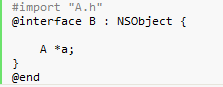 #import "A.h"
@interface B : NSObject {
A *a;
}
@end